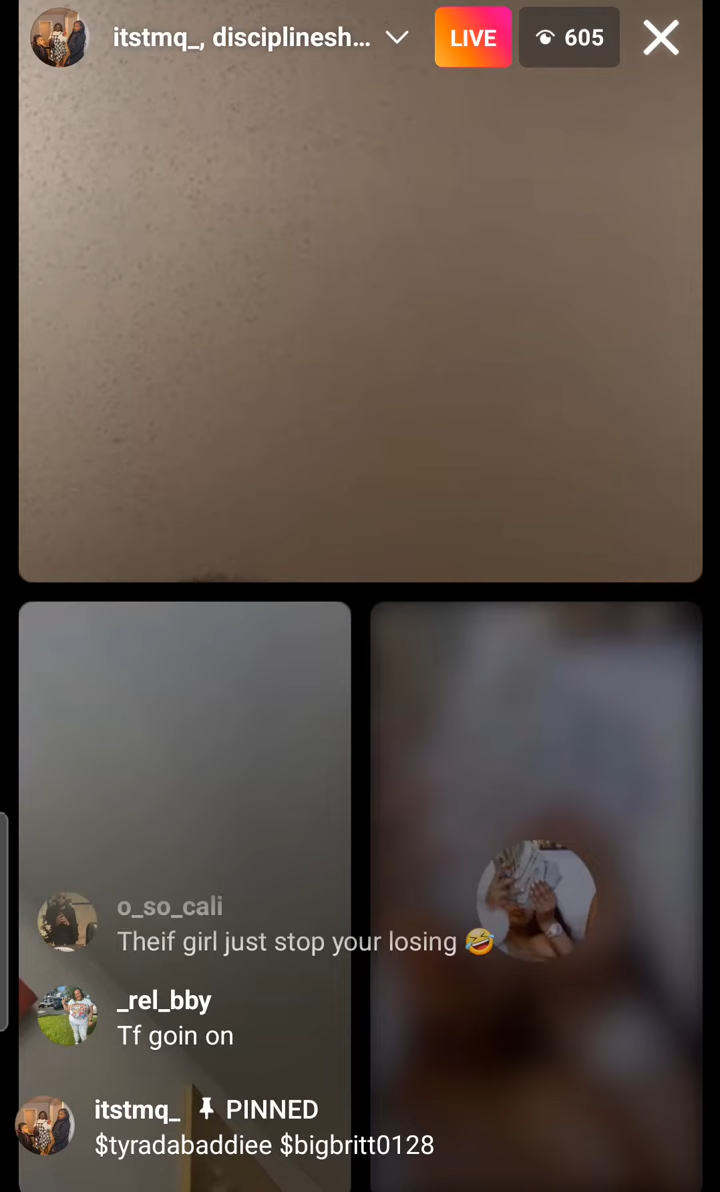 itstmq_, disciplinesh...
LIVE
605
o_so_cali
Theif girl just stop your losing 🤣
_rel_bby
Tf goin on
itstmq_ 📌 PINNED
$tyradabaddiee $bigbritt0128